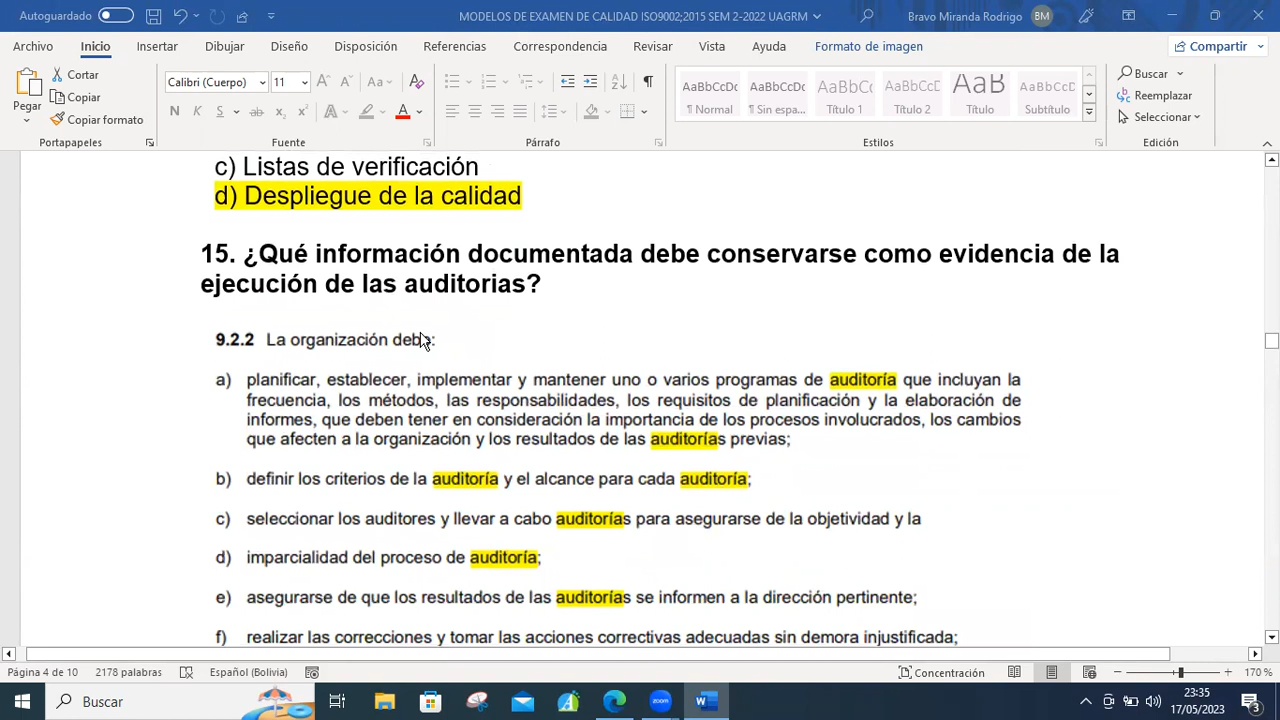 Autoguardado
MODELOS DE EXAMEN DE CALIDAD ISO9002;2015 SEM 2-2022 UAGRM
Bravo Miranda Rodrigo
BM
Archivo
Inicio
Insertar
Dibujar
Diseño
Disposición
Referencias
Correspondencia
Revisar
Vista
Ayuda
Formato de imagen
Compartir
Pegar
Cortar
Copiar
Copiar formato
Portapapeles
Calibri (Cuerpo)
11
Aa
N K S ab x₂ x²
Fuente
Párrafo
AaBbCcDc
¶ Normal
AaBbCcDc
¶ Sin espa...
AaBbCc
Título 1
AaBbCcC
Título 2
AaB
Título
AaBbCcC
Subtítulo
Estilos
Buscar
Reemplazar
Seleccionar
Edición
c) Listas de verificación
d) Despliegue de la calidad
15. ¿Qué información documentada debe conservarse como evidencia de la
ejecución de las auditorias?
9.2.2 La organización debe:
a) planificar, establecer, implementar y mantener uno o varios programas de auditoría que incluyan la
frecuencia, los métodos, las responsabilidades, los requisitos de planificación y la elaboración de
informes, que deben tener en consideración la importancia de los procesos involucrados, los cambios
que afecten a la organización y los resultados de las auditorías previas;
b) definir los criterios de la auditoría y el alcance para cada auditoría;
c) seleccionar los auditores y llevar a cabo auditorías para asegurarse de la objetividad y la
d) imparcialidad del proceso de auditoría;
e) asegurarse de que los resultados de las auditorías se informen a la dirección pertinente;
f) realizar las correcciones y tomar las acciones correctivas adecuadas sin demora injustificada;
Página 4 de 10
2178 palabras
Español (Bolivia)
Concentración
170 %
Buscar
zoom
23:35
17/05/2023
3